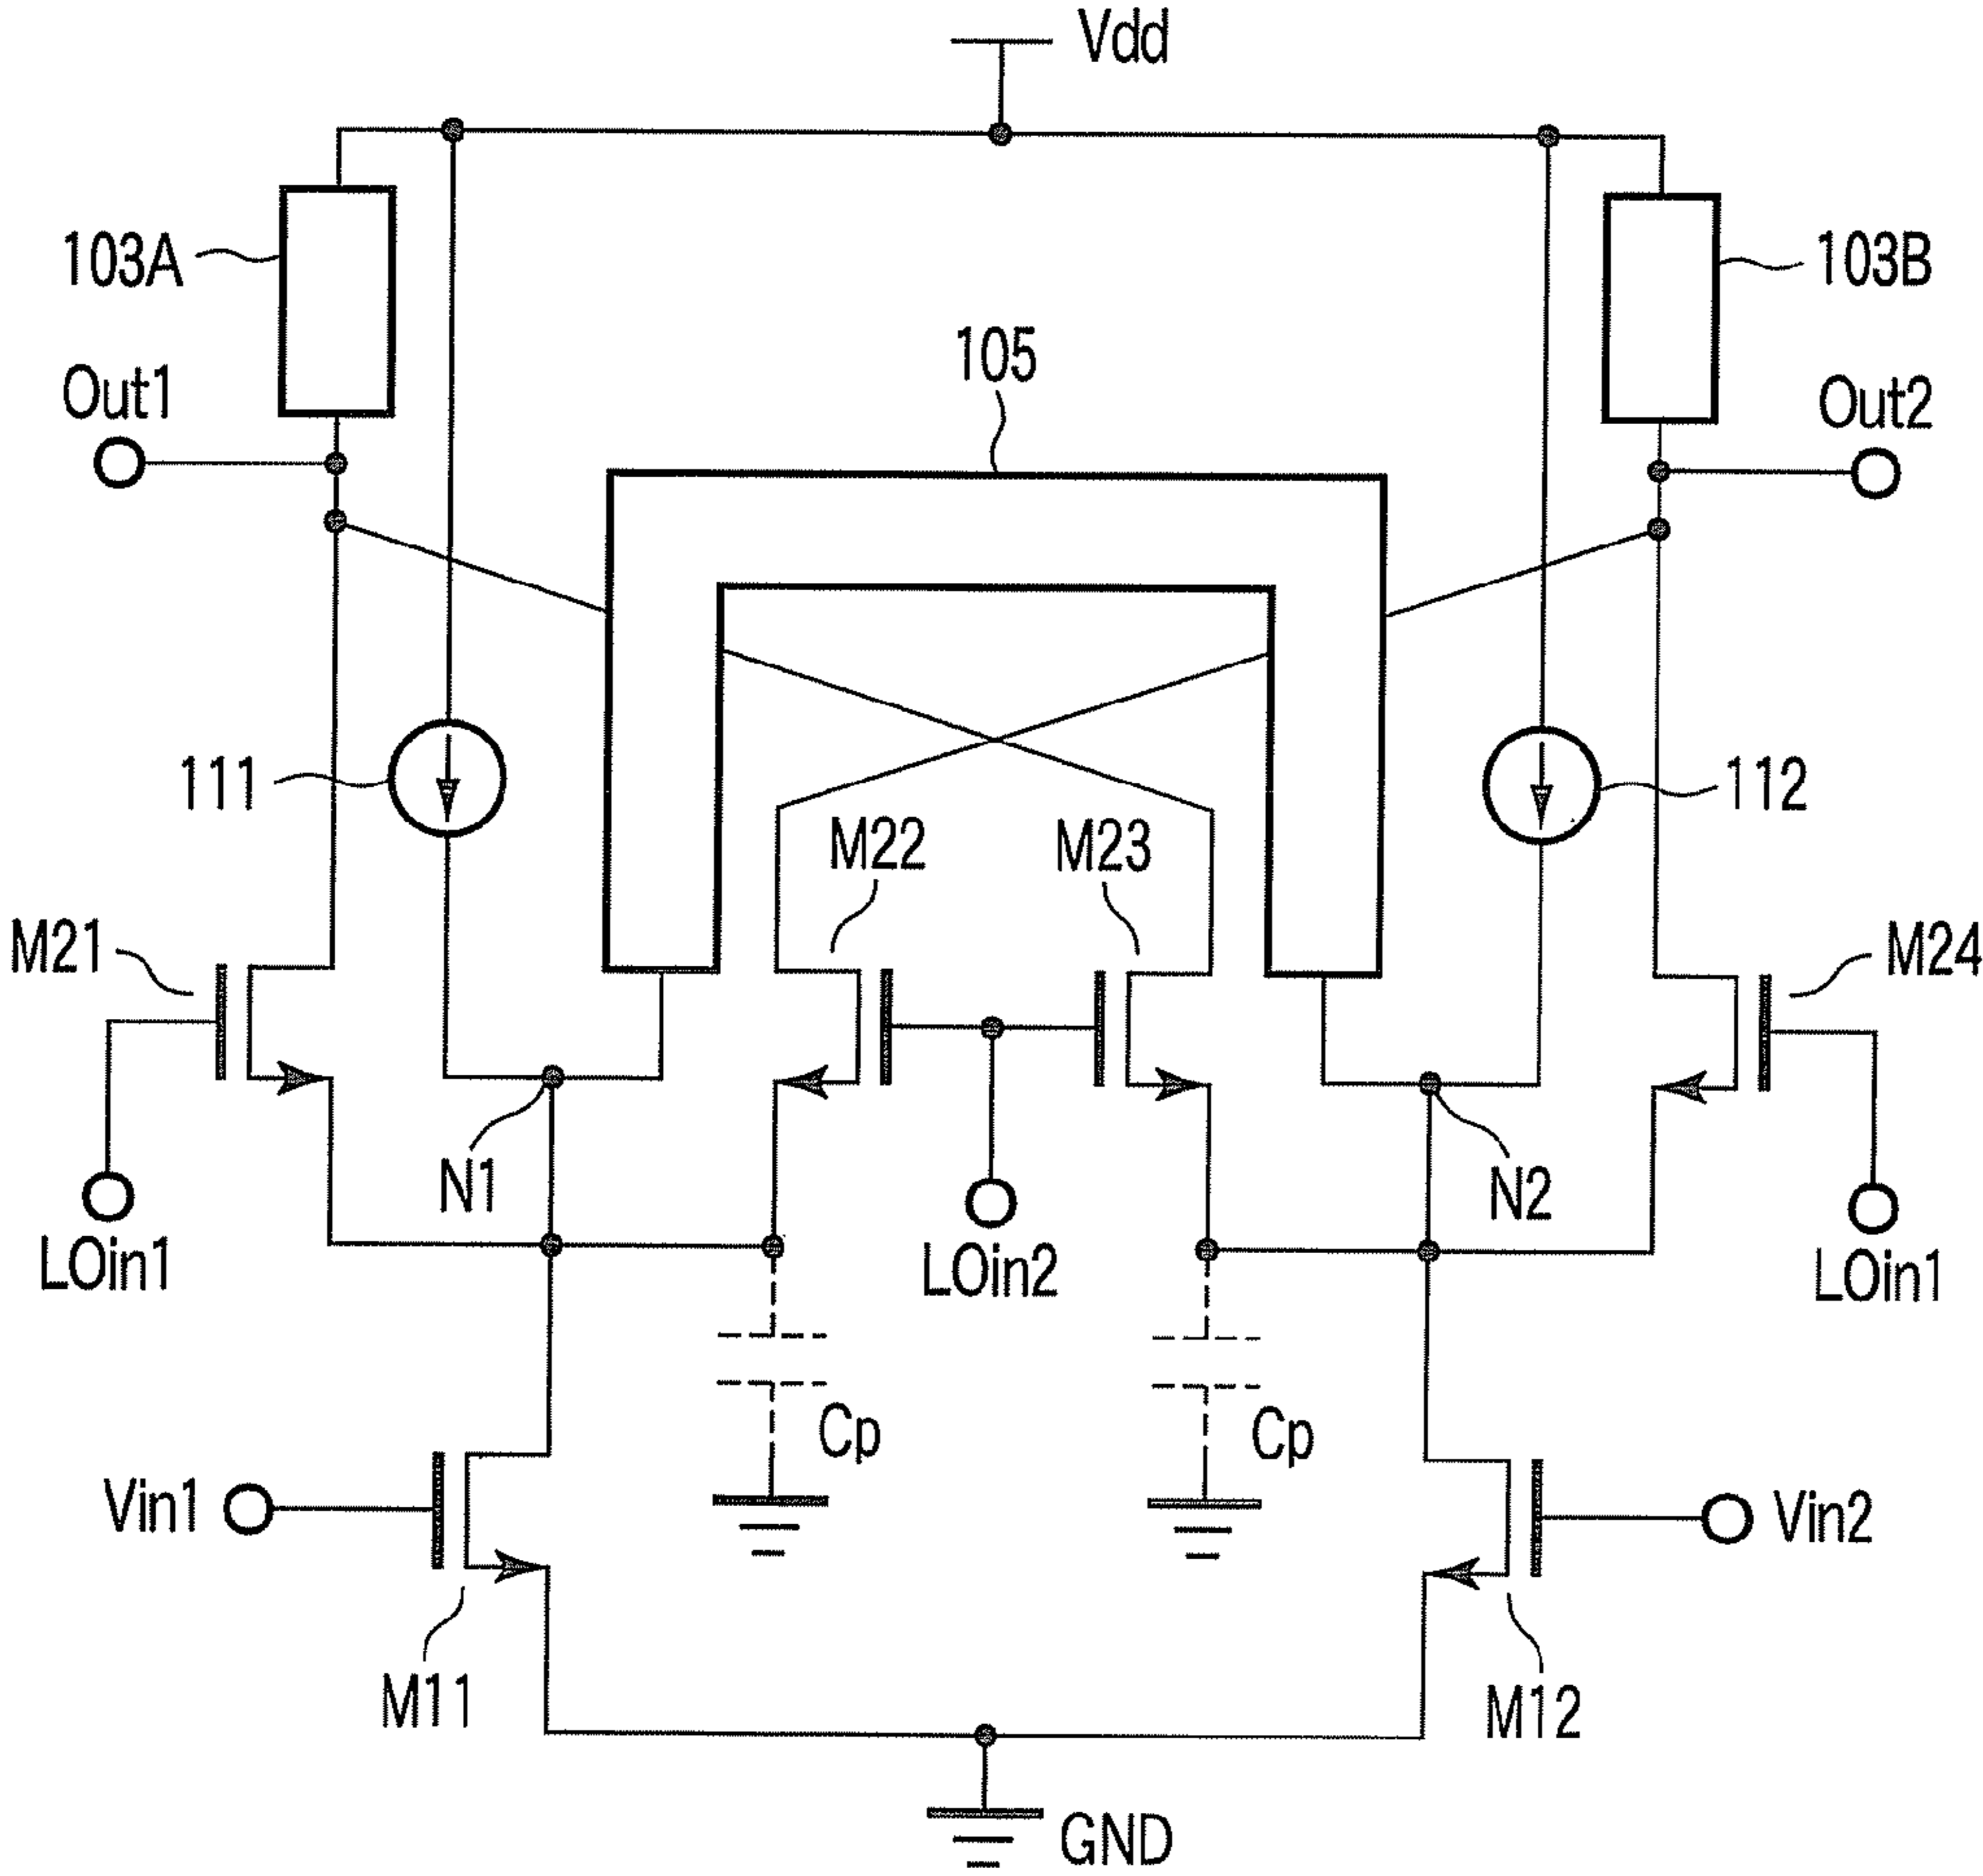 Vdd
103A
103B
105
Out1
Out2
111
112
M22
M23
M21
M24
N1
N2
LOin1
LOin2
LOin1
Cp
Cp
Vin1
Vin2
M11
M12
GND